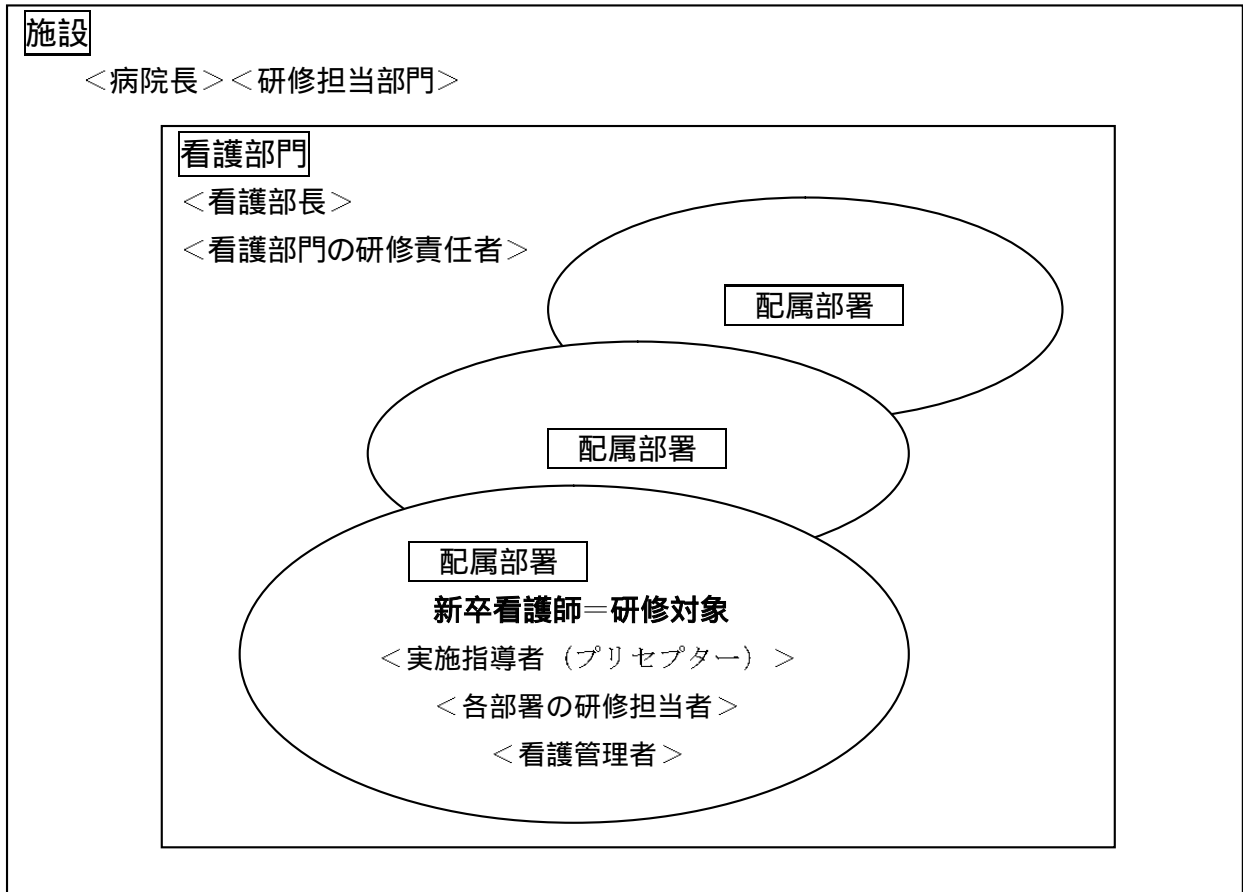 施設
＜病院長＞＜研修担当部門＞
看護部門
＜看護部長＞
＜看護部門の研修責任者＞
配属部署
配属部署
配属部署
新卒看護師＝研修対象
＜実施指導者（プリセプター）＞
＜各部署の研修担当者＞
＜看護管理者＞